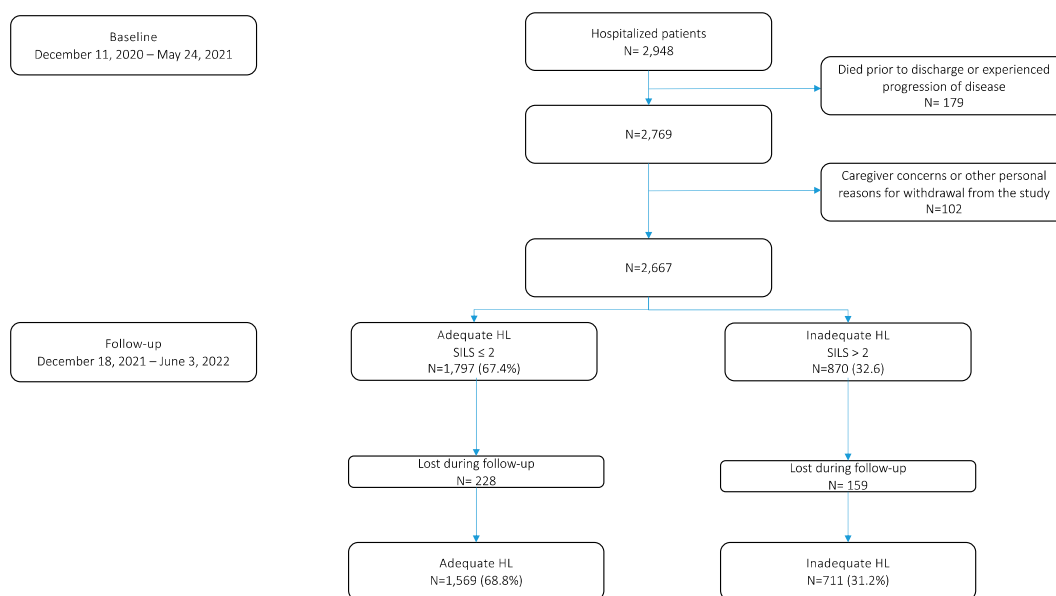 Baseline
December 11, 2020 – May 24, 2021
Hospitalized patients
N= 2,948
Died prior to discharge or experienced
progression of disease
N= 179
N=2,769
Caregiver concerns or other personal
reasons for withdrawal from the study
N=102
N=2,667
Follow-up
December 18, 2021 – June 3, 2022
Adequate HL
SILS ≤ 2
N=1,797 (67.4%)
Inadequate HL
SILS > 2
N=870 (32.6)
Lost during follow-up
N= 228
Lost during follow-up
N= 159
Adequate HL
N=1,569 (68.8%)
Inadequate HL
N=711 (31.2%)